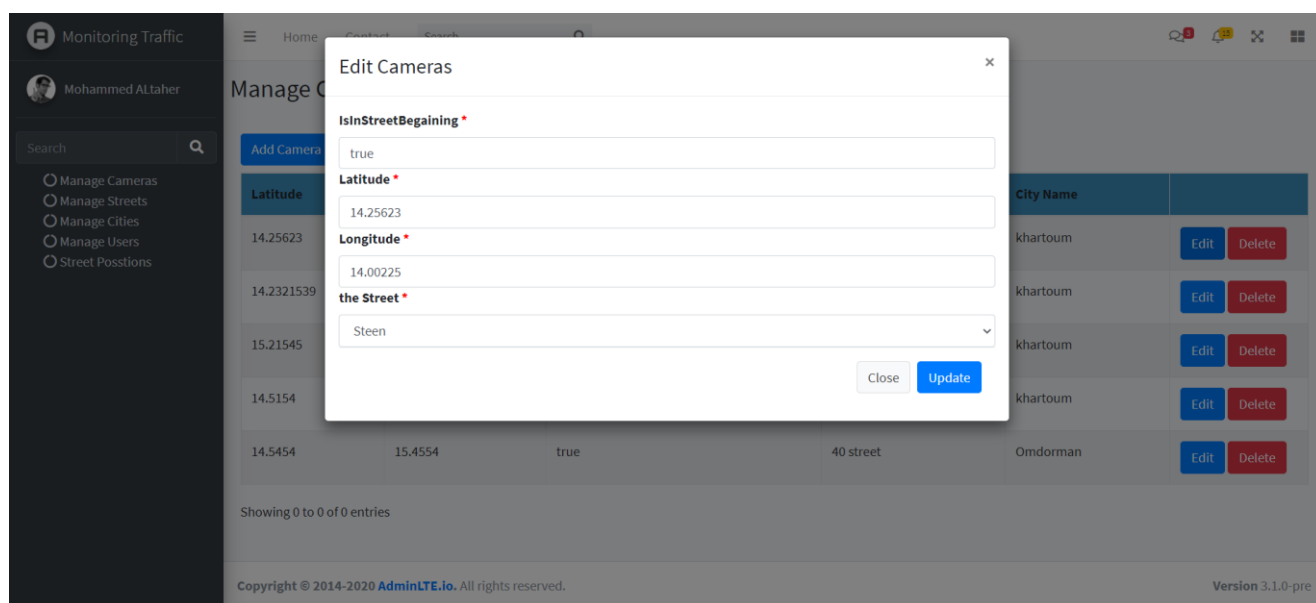 Monitoring Traffic
Home Contact Search
3 15
Mohammed ALtaher
Search
Manage Cameras
Manage Streets
Manage Cities
Manage Users
Street Posstions
Manage C
Add Camera
Edit Cameras ×
IsInStreetBegaining *
true
Latitude *
14.25623
Longitude *
14.00225
the Street *
Steen
Close Update
Latitude City Name
14.25623 khartoum Edit Delete
14.2321539 khartoum Edit Delete
15.21545 khartoum Edit Delete
14.5154 khartoum Edit Delete
14.5454 15.4554 true 40 street Omdorman Edit Delete
Showing 0 to 0 of 0 entries
Copyright © 2014-2020 AdminLTE.io. All rights reserved. Version 3.1.0-pre